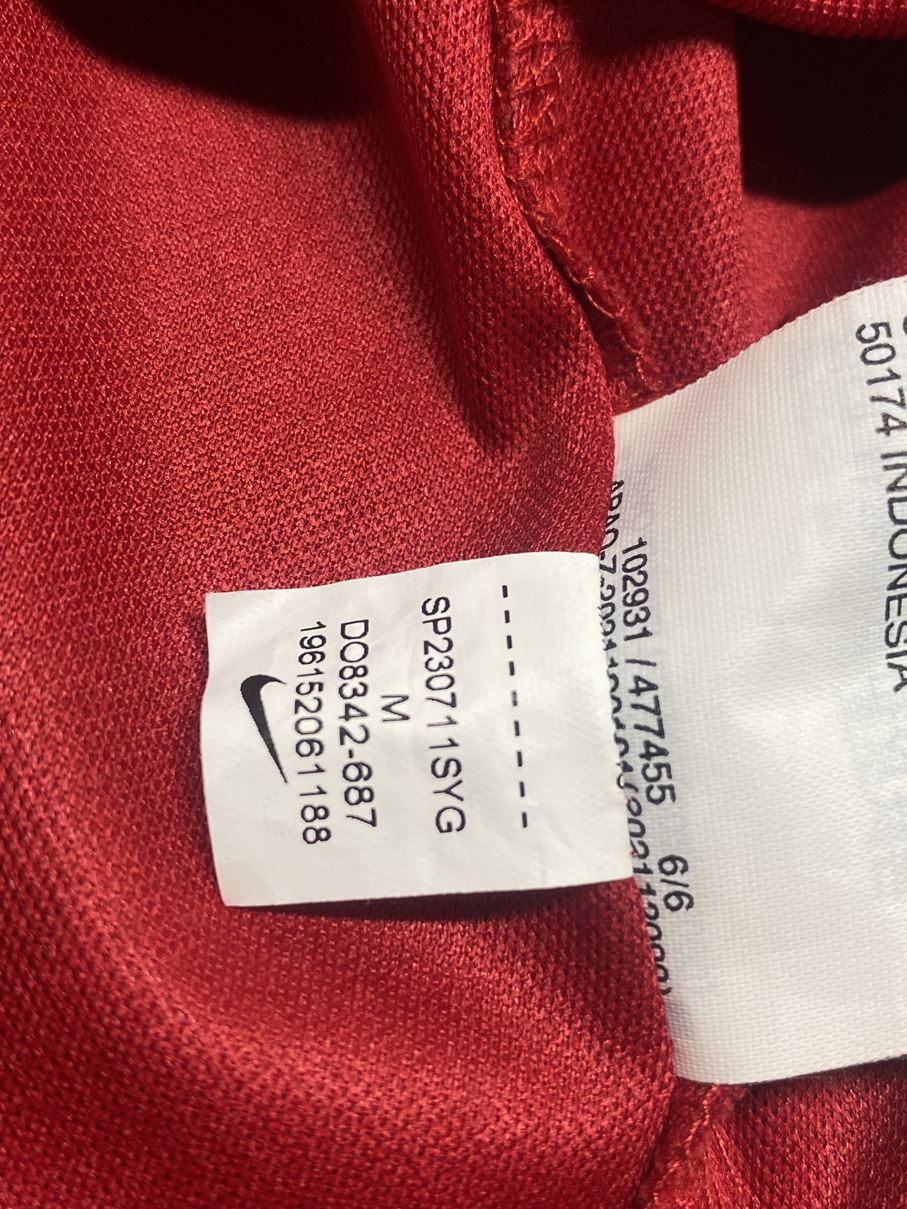 - - - - - - -
SP230711SYG
M
DO8342-687
196152061188
50174 INDONESIA
102931 / 477455 6/6